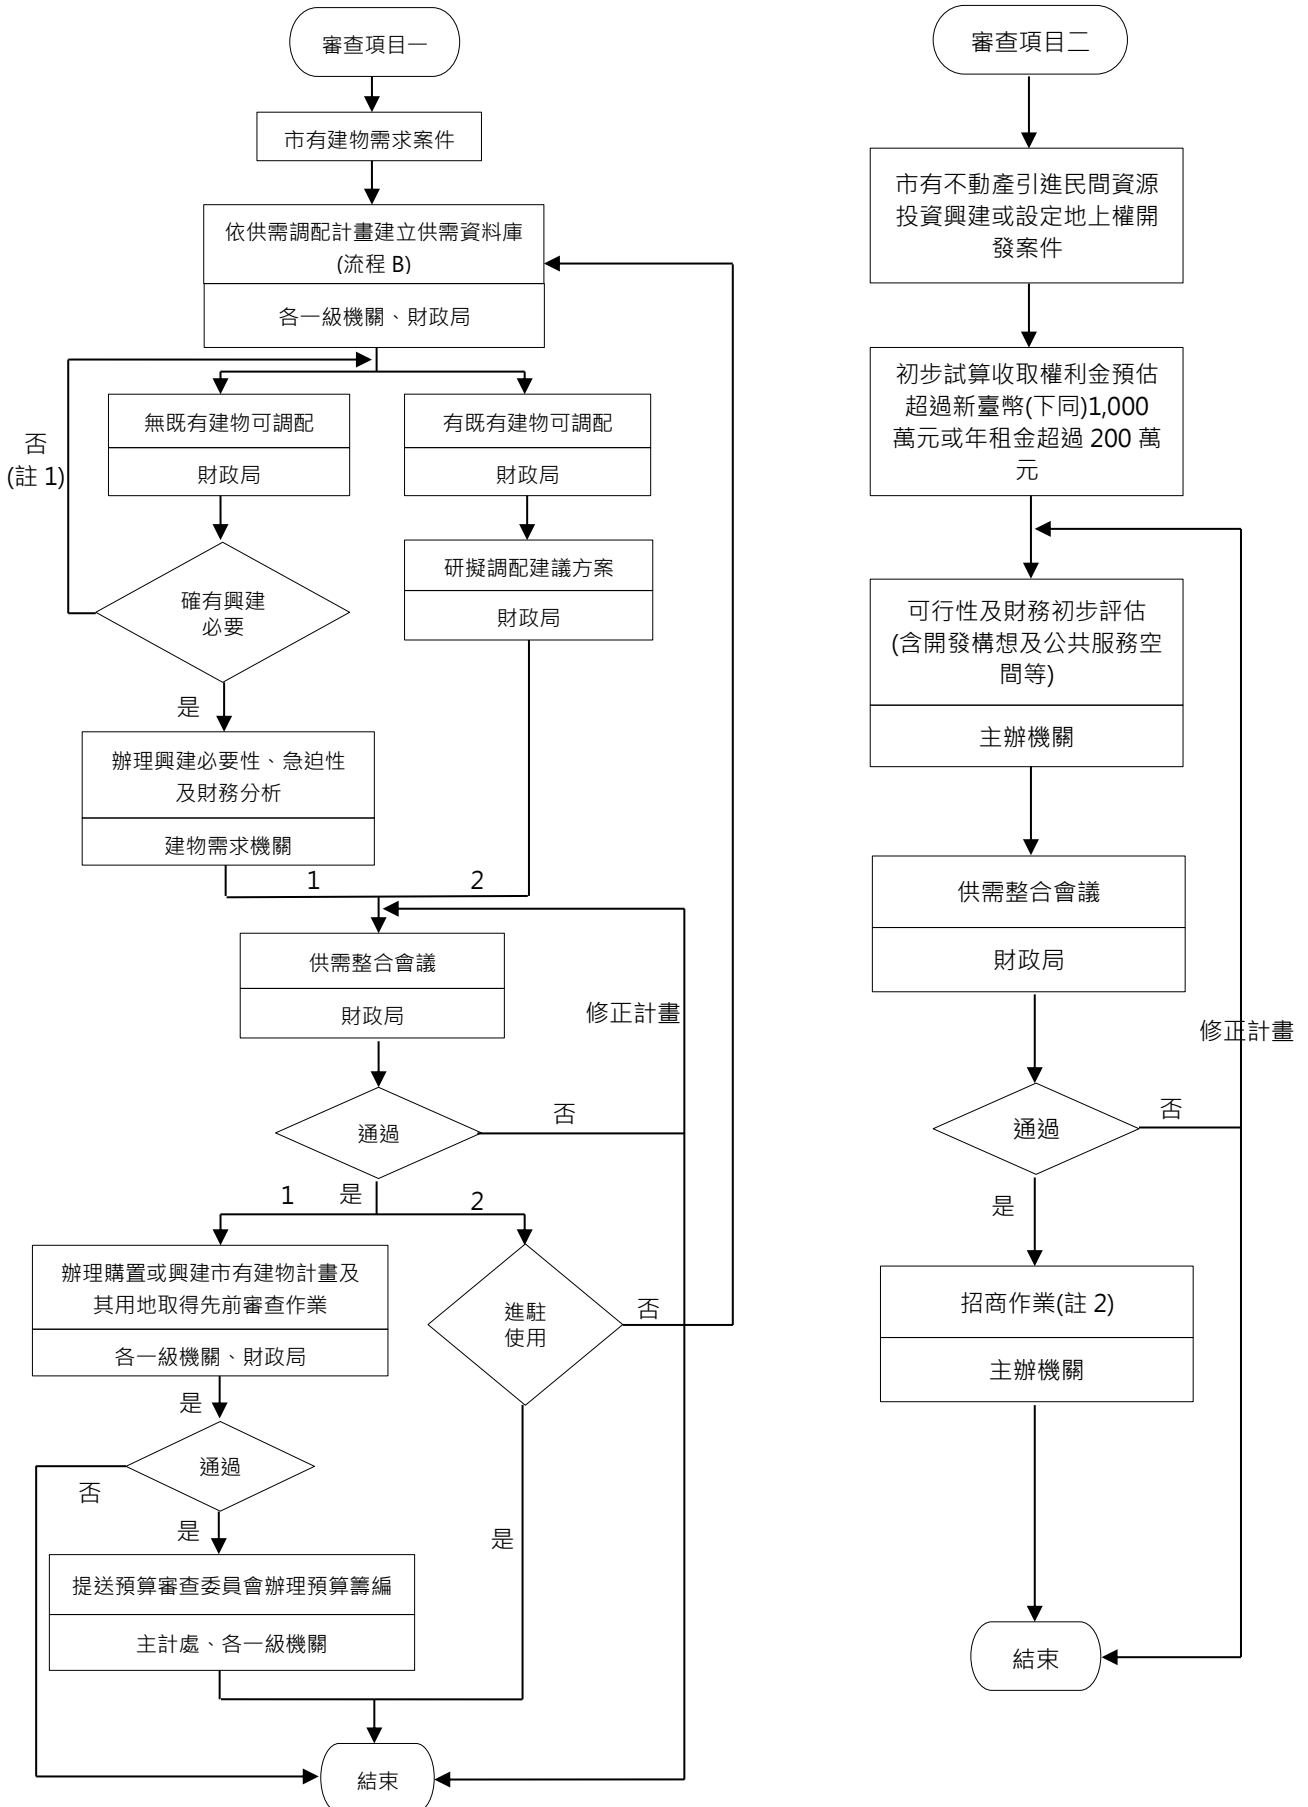 審查項目一
市有建物需求案件
依供需調配計畫建立供需資料庫
(流程 B)
各一級機關、財政局
無既有建物可調配
財政局
有既有建物可調配
財政局
否
(註 1)
確有興建
必要
研擬調配建議方案
財政局
是
辦理興建必要性、急迫性
及財務分析
建物需求機關
1
2
供需整合會議
財政局
修正計畫
通過
否
1
是
2
辦理購置或興建市有建物計畫及
其用地取得先前審查作業
各一級機關、財政局
進駐
使用
否
是
通過
否
是
是
提送預算審查委員會辦理預算籌編
主計處、各一級機關
結束
審查項目二
市有不動產引進民間資源
投資興建或設定地上權開
發案件
初步試算收取權利金預估
超過新臺幣(下同)1,000
萬元或年租金超過 200 萬
元
可行性及財務初步評估
(含開發構想及公共服務空
間等)
主辦機關
供需整合會議
財政局
修正計畫
通過
否
是
招商作業(註 2)
主辦機關
結束